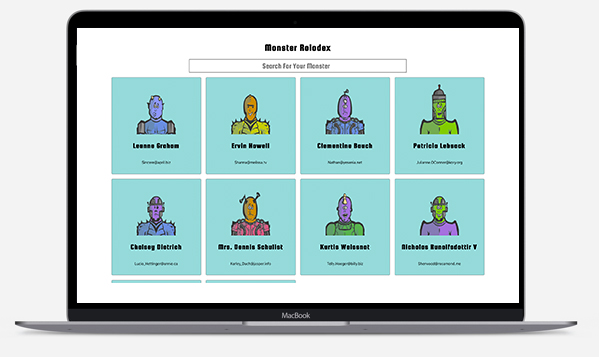 Monster Rolodex
Search For Your Monster
Leanne Graham
Sincere@april.biz
Ervin Howell
Shanna@melissa.tv
Clementine Bauch
Nathan@yesenia.net
Patricia Lebsack
Julianne.OConner@kory.org
Chelsey Dietrich
Lucio_Hettinger@annie.ca
Mrs. Dennis Schulist
Karley_Dach@jasper.info
Kurtis Weissnat
Telly.Hoeger@billy.biz
Nicholas Runolfsdottir V
Sherwood@rosamond.me
MacBook